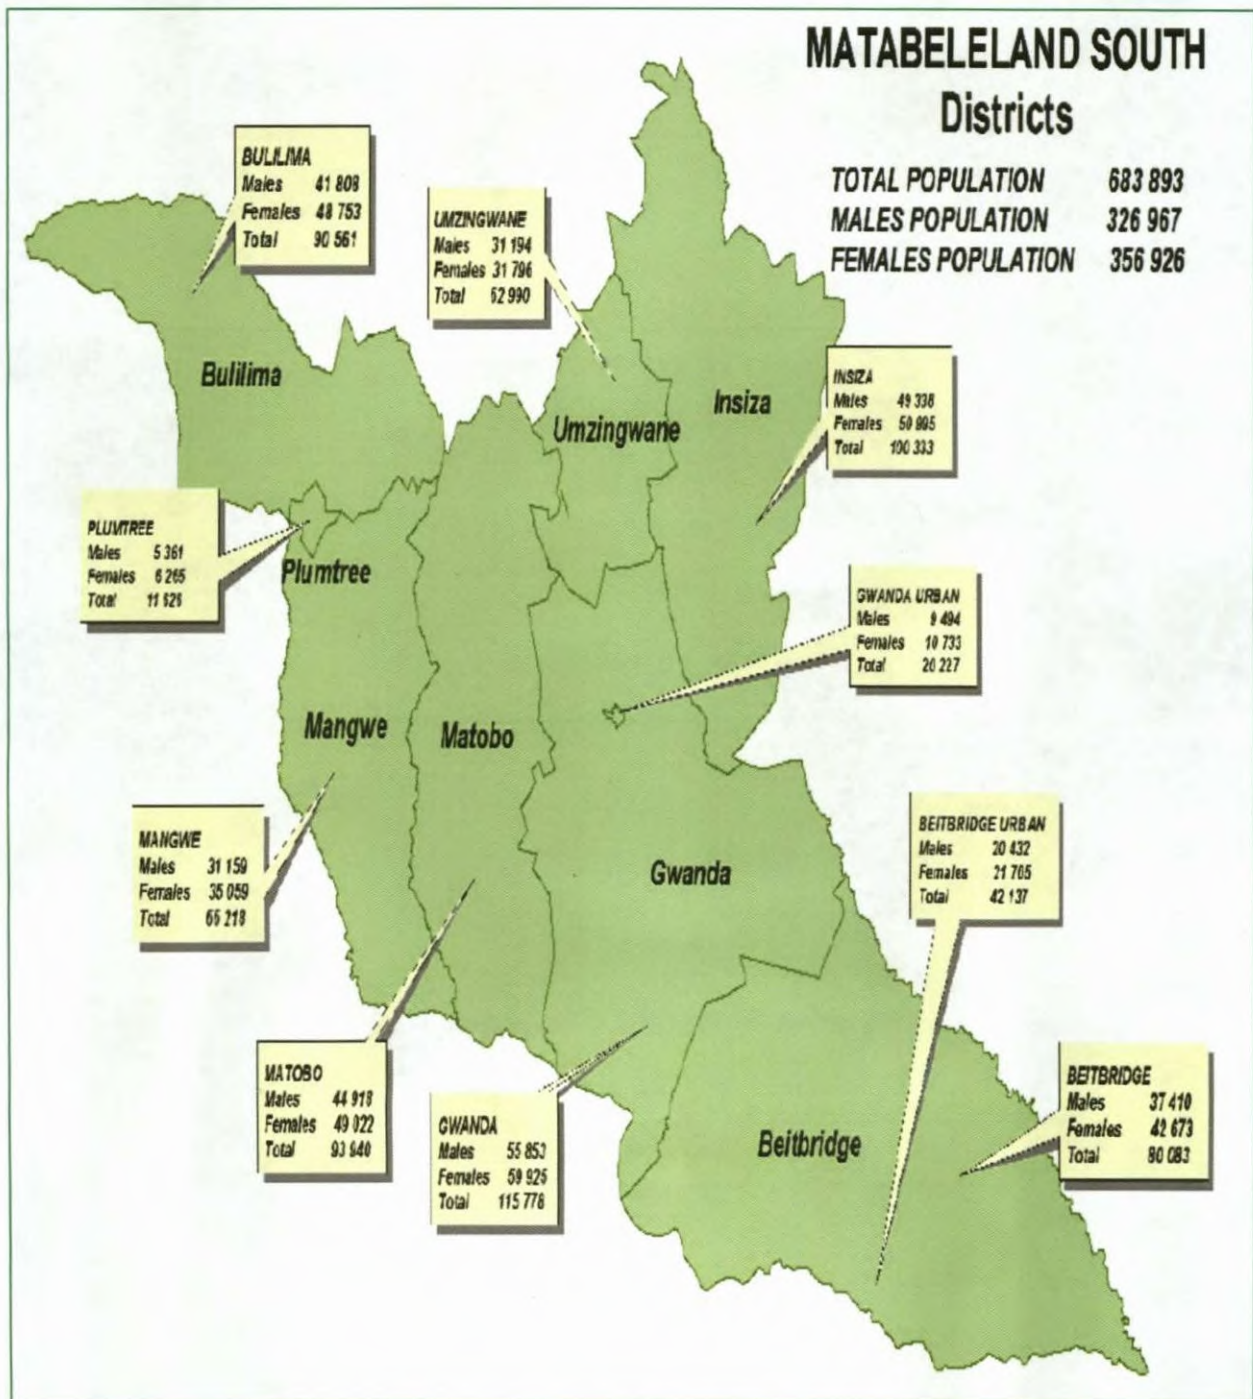 MATABELELAND SOUTH
Districts
TOTAL POPULATION 683 893
MALES POPULATION 326 967
FEMALES POPULATION 356 926
BULILIMA
Males 41 808
Females 48 753
Total 90 561
UMZINGWANE
Males 31 194
Females 31 796
Total 62 990
INSIZA
Males 49 338
Females 50 995
Total 100 333
Bulilima
Umzingwane
Insiza
PLUMTREE
Males 5 361
Females 6 265
Total 11 626
Plumtree
GWANDA URBAN
Males 9 494
Females 10 733
Total 20 227
Mangwe
Matobo
Gwanda
MANGWE
Males 31 159
Females 35 059
Total 66 218
BEITBRIDGE URBAN
Males 20 432
Females 21 705
Total 42 137
MATOBO
Males 44 918
Females 49 022
Total 93 940
GWANDA
Males 55 853
Females 59 925
Total 115 778
Beitbridge
BEITBRIDGE
Males 37 410
Females 42 673
Total 80 083